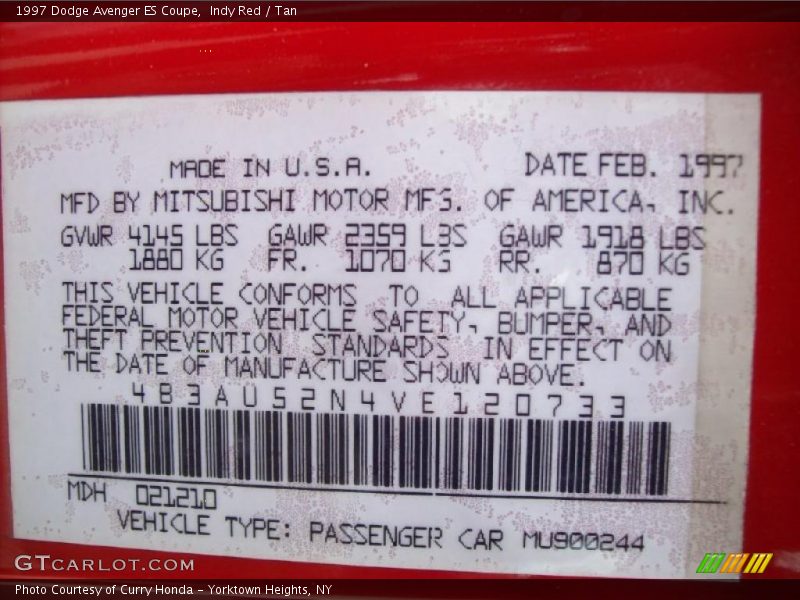 1997 Dodge Avenger ES Coupe,  Indy Red / Tan
MADE IN U.S.A. DATE FEB. 1997
MFD BY MITSUBISHI MOTOR MFG. OF AMERICA, INC.
GVWR 4145 LBS GAWR 2359 LBS GAWR 1918 LBS
1880 KG FR. 1070 KG RR. 870 KG
THIS VEHICLE CONFORMS TO ALL APPLICABLE
FEDERAL MOTOR VEHICLE SAFETY, BUMPER, AND
THEFT PREVENTION STANDARDS IN EFFECT ON
THE DATE OF MANUFACTURE SHOWN ABOVE.
4B3AU52N4VE120733
MDH 021210
VEHICLE TYPE: PASSENGER CAR MU900244
GTCARLOT.COM
Photo Courtesy of Curry Honda - Yorktown Heights, NY